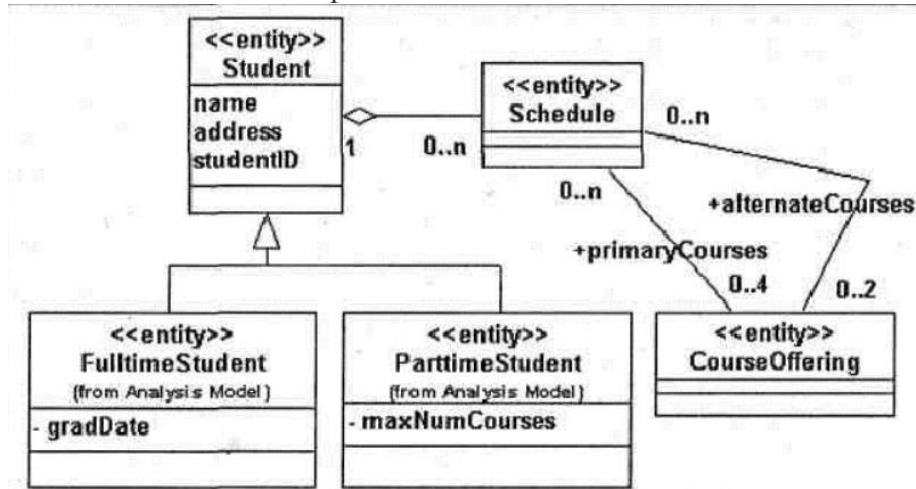 <<entity>>
Student
name
address
studentID
1
0..n
<<entity>>
Schedule
0..n
0..n
+alternateCourses
+primaryCourses
0..4
0..2
<<entity>>
FulltimeStudent
(from Analysis Model)
- gradDate
<<entity>>
ParttimeStudent
(from Analysis Model)
- maxNumCourses
<<entity>>
CourseOffering